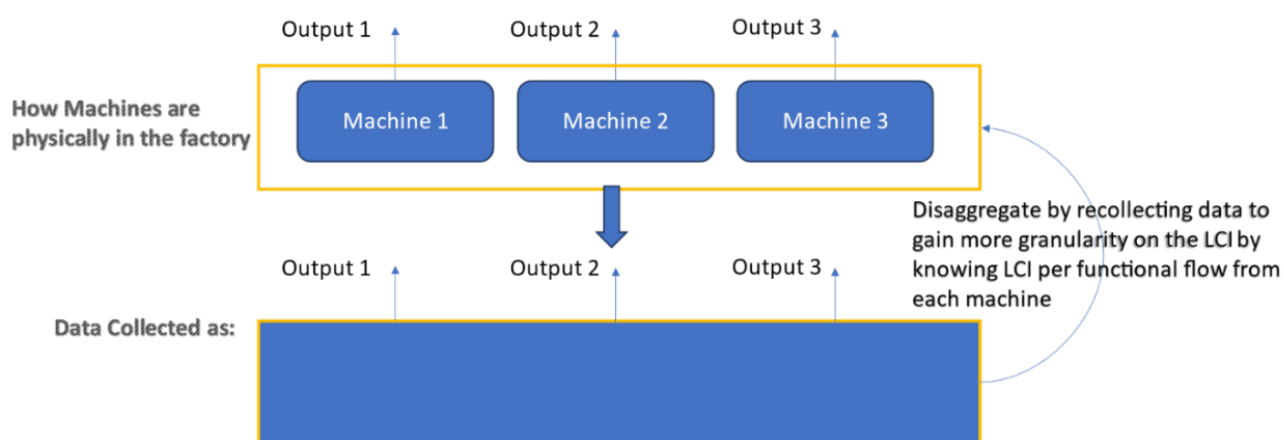 Output 1
Output 2
Output 3
How Machines are
physically in the factory
Machine 1
Machine 2
Machine 3
Disaggregate by recollecting data to
gain more granularity on the LCI by
knowing LCI per functional flow from
each machine
Output 1
Output 2
Output 3
Data Collected as: